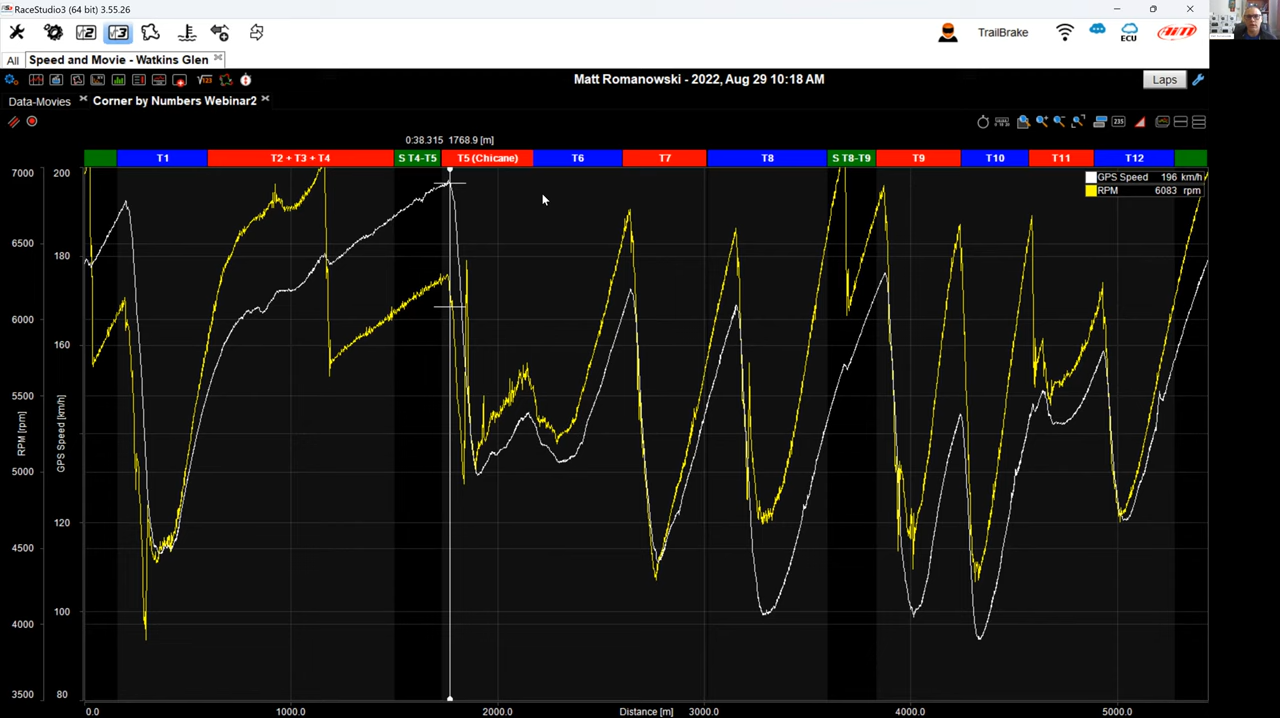 RaceStudio3 (64 bit) 3.55.26
TrailBrake
ECU
AiM
All Speed and Movie - Watkins Glen
Matt Romanowski - 2022, Aug 29 10:18 AM
Laps
Data-Movies Corner by Numbers Webinar2
0:38.315 1768.9 [m]
T1 T2 + T3 + T4 S T4-T5 T5 (Chicane) T6 T7 T8 S T8-T9 T9 T10 T11 T12
7000 200
GPS Speed 196 km/h
RPM 6083 rpm
6500 180
6000
160
5500
RPM [rpm]
GPS Speed [km/h]
5000
120
4500
100
4000
3500 80
0.0 1000.0 2000.0 Distance [m] 3000.0 4000.0 5000.0